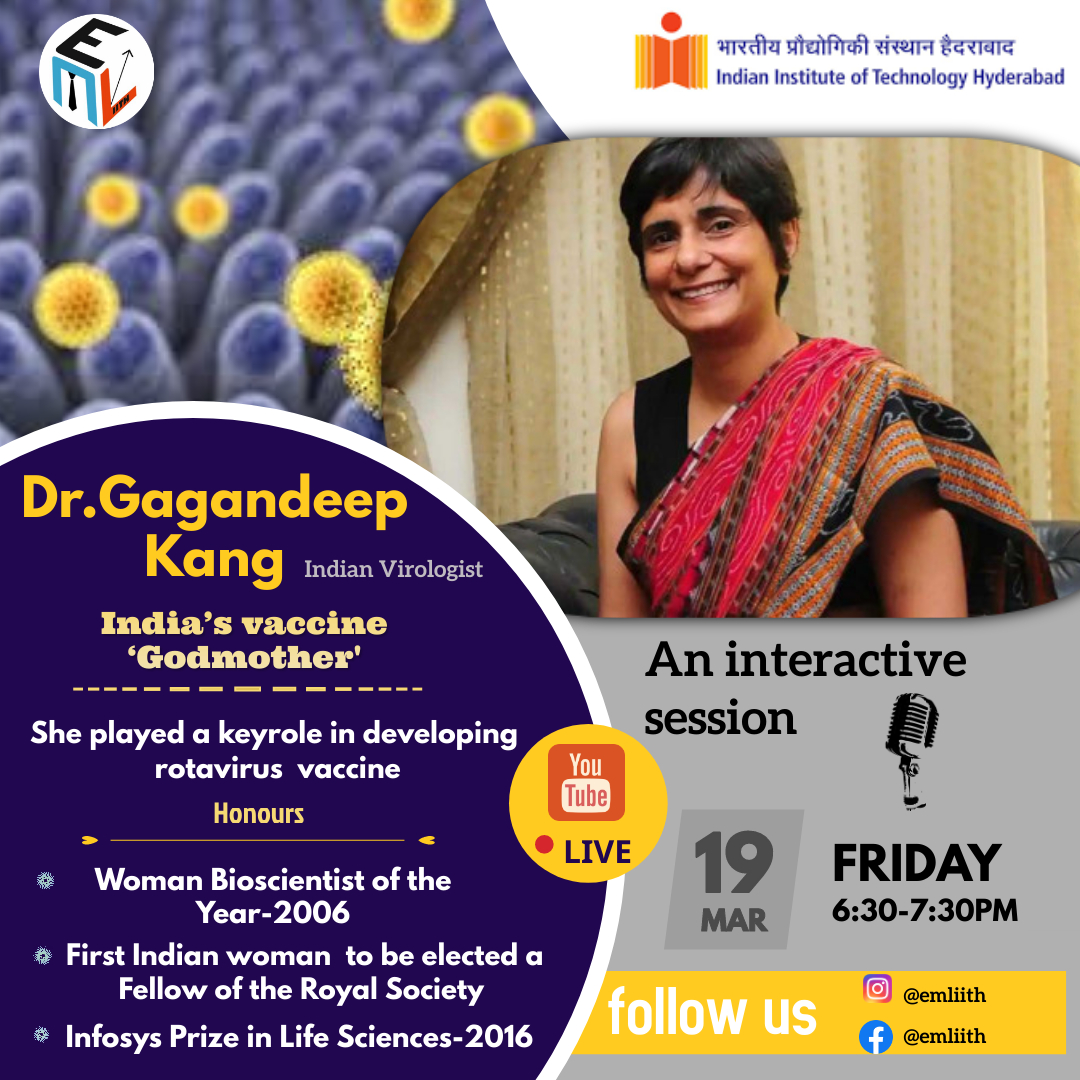 EML
IITH
भारतीय प्रौद्योगिकी संस्थान हैदराबाद
Indian Institute of Technology Hyderabad
Dr.Gagandeep
Kang Indian Virologist
India's vaccine
‘Godmother'
She played a keyrole in developing
rotavirus vaccine
Honours
Woman Bioscientist of the
Year-2006
First Indian woman to be elected a
Fellow of the Royal Society
Infosys Prize in Life Sciences-2016
You
Tube
LIVE
An interactive
session
19
MAR
FRIDAY
6:30-7:30PM
follow us
@emliith
@emliith